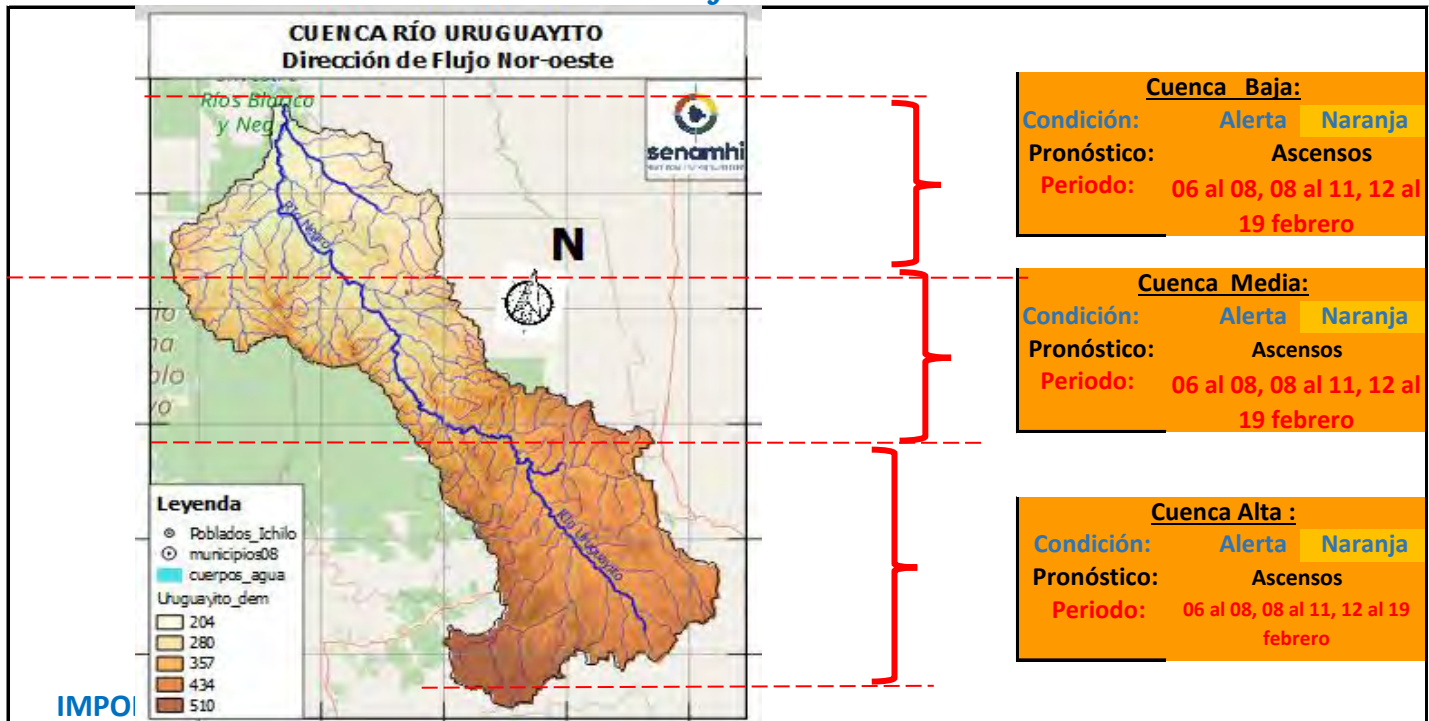 CUENCA RÍO URUGUAYITO
Dirección de Flujo Nor-oeste
Ríos Blanco
y Neg
senamhi
Río Negro
N
Río Uruguayito
Leyenda
Poblados_Ichilo
municipios08
cuerpos_agua
Uruguayito_dem
204
280
357
434
510
IMPO
Cuenca Baja:
Condición: Alerta Naranja
Pronóstico: Ascensos
Periodo: 06 al 08, 08 al 11, 12 al
19 febrero
Cuenca Media:
Condición: Alerta Naranja
Pronóstico: Ascensos
Periodo: 06 al 08, 08 al 11, 12 al
19 febrero
Cuenca Alta :
Condición: Alerta Naranja
Pronóstico: Ascensos
Periodo: 06 al 08, 08 al 11, 12 al 19
febrero